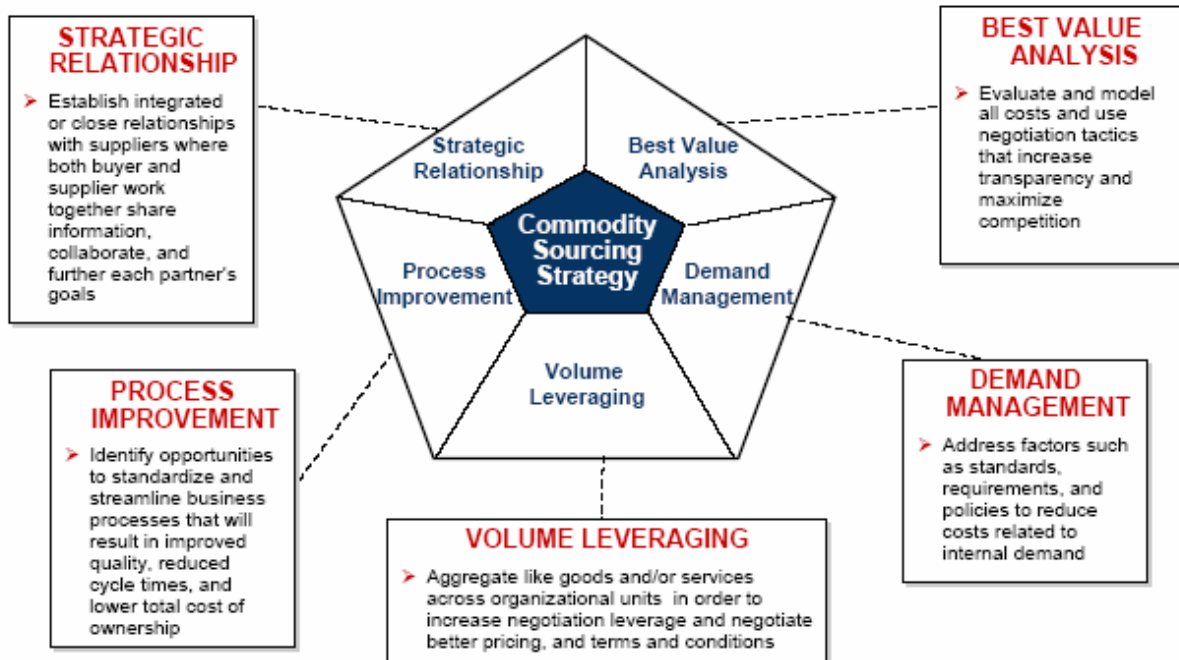 STRATEGIC
RELATIONSHIP
➤ Establish integrated
or close relationships
with suppliers where
both buyer and
supplier work
together share
information,
collaborate, and
further each partner's
goals
BEST VALUE
ANALYSIS
➤ Evaluate and model
all costs and use
negotiation tactics
that increase
transparency and
maximize
competition
Strategic
Relationship
Best Value
Analysis
Commodity
Sourcing
Strategy
Process
Improvement
Demand
Management
Volume
Leveraging
PROCESS
IMPROVEMENT
➤ Identify opportunities
to standardize and
streamline business
processes that will
result in improved
quality, reduced
cycle times, and
lower total cost of
ownership
VOLUME LEVERAGING
➤ Aggregate like goods and/or services
across organizational units in order to
increase negotiation leverage and negotiate
better pricing, and terms and conditions
DEMAND
MANAGEMENT
➤ Address factors such
as standards,
requirements, and
policies to reduce
costs related to
internal demand